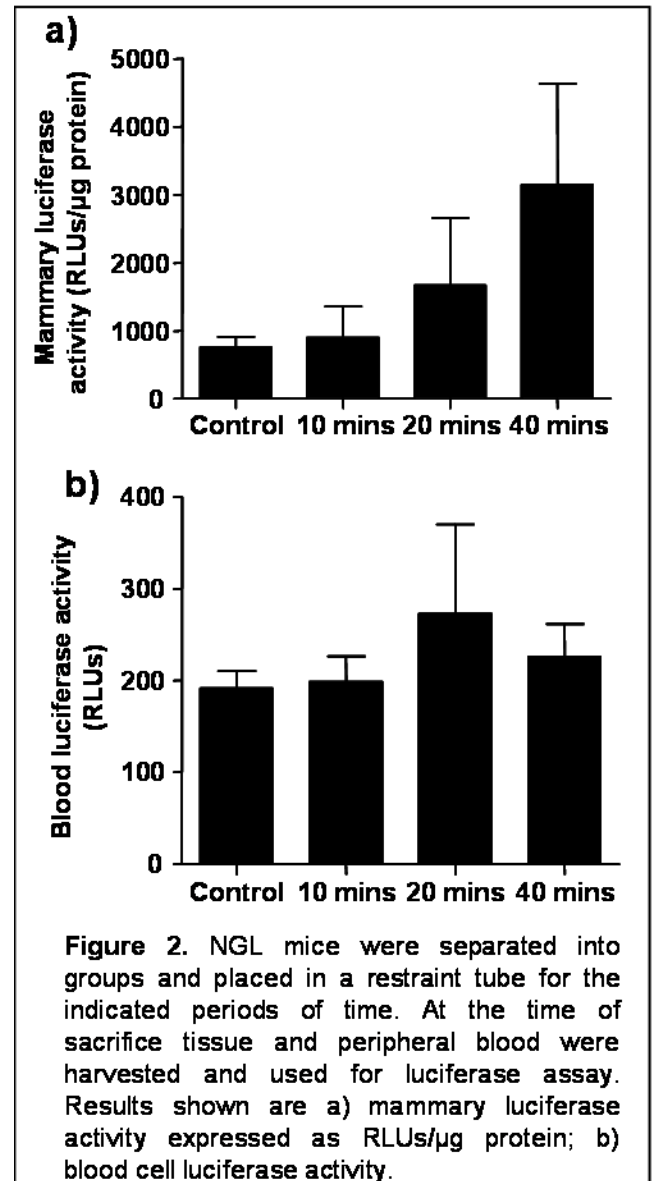 a)
Mammary luciferase
activity (RLUs/µg protein)
5000
4000
3000
2000
1000
0
Control 10 mins 20 mins 40 mins
b)
Blood luciferase activity
(RLUs)
400
300
200
100
0
Control 10 mins 20 mins 40 mins
Figure 2. NGL mice were separated into
groups and placed in a restraint tube for the
indicated periods of time. At the time of
sacrifice tissue and peripheral blood were
harvested and used for luciferase assay.
Results shown are a) mammary luciferase
activity expressed as RLUs/µg protein; b)
blood cell luciferase activity.